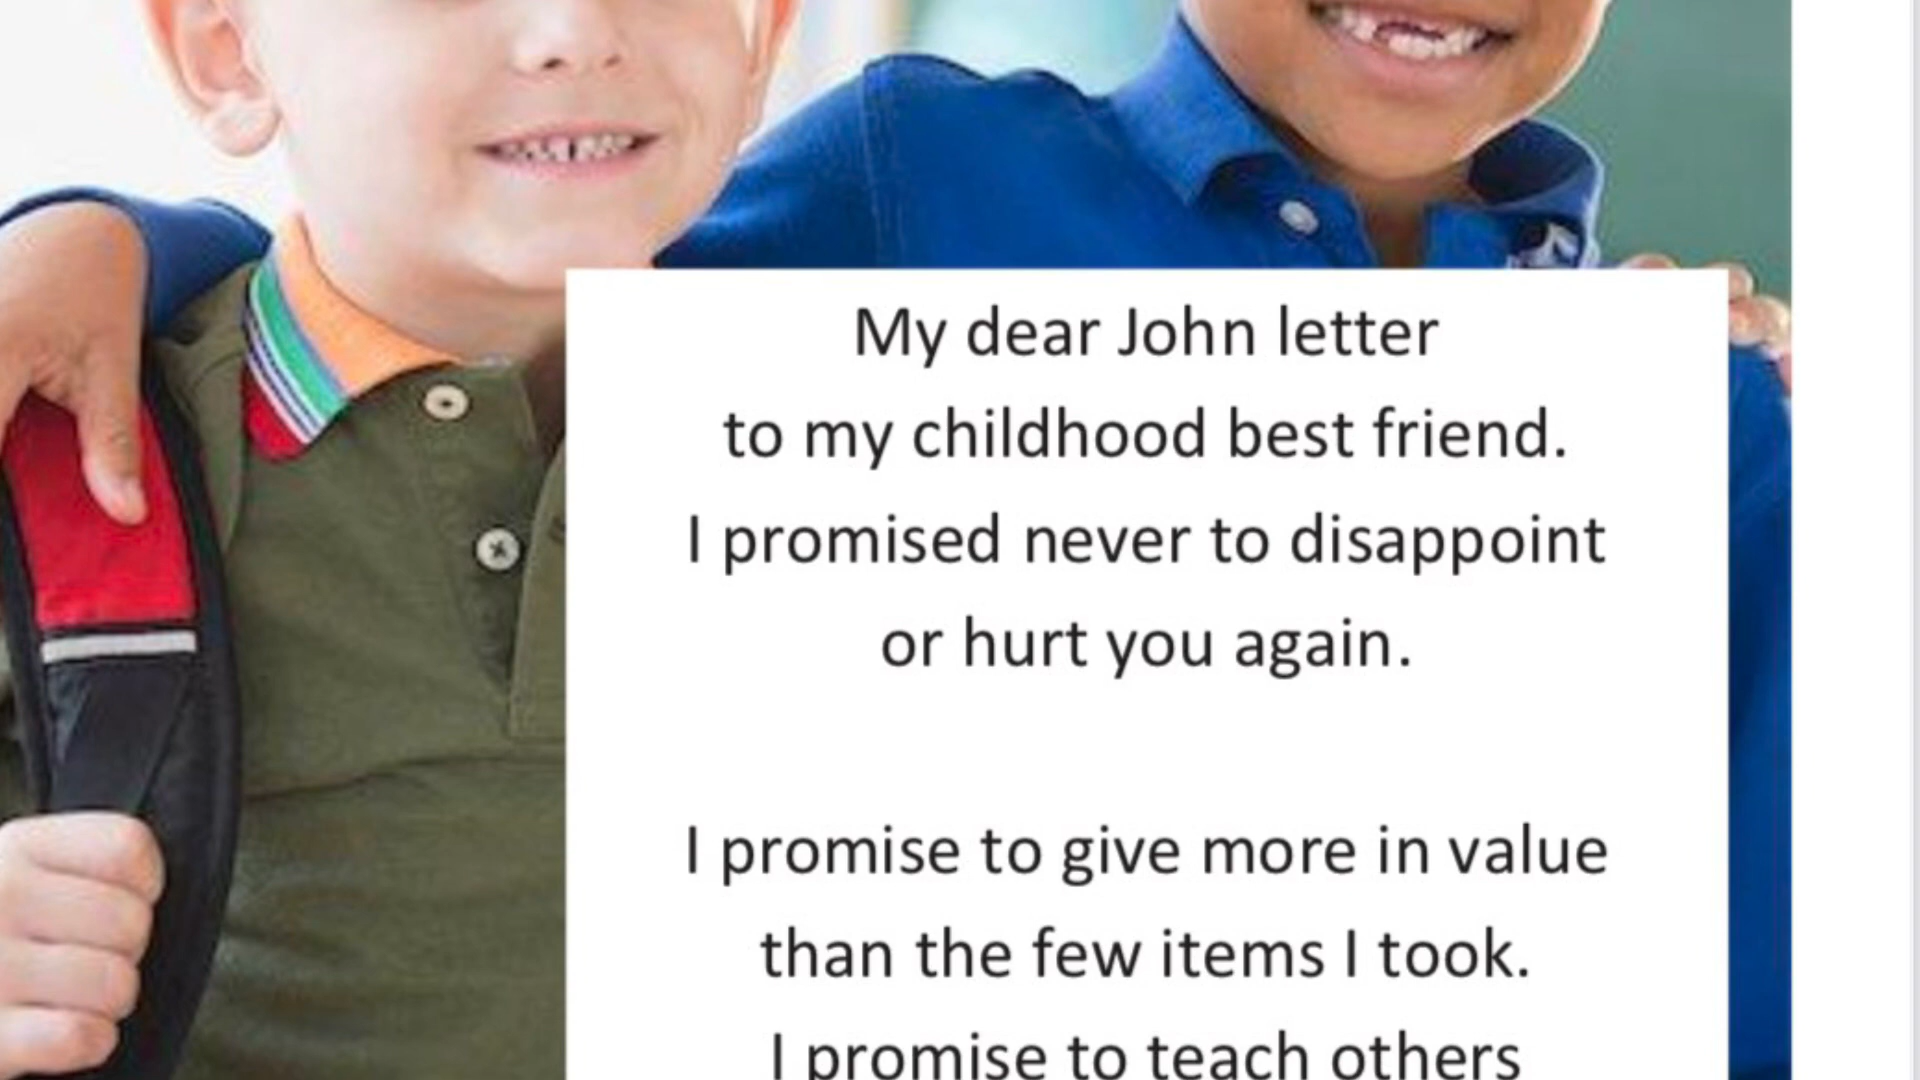 My dear John letter
to my childhood best friend.
I promised never to disappoint
or hurt you again.
I promise to give more in value
than the few items I took.
I promise to teach others